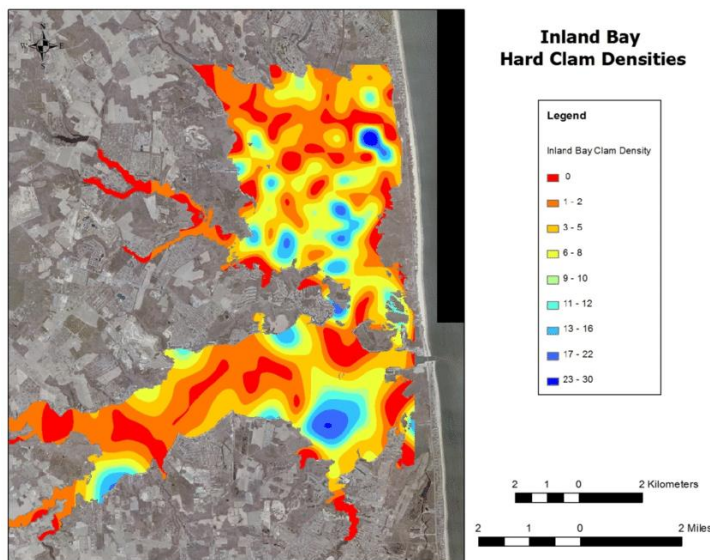 N
W E
S
Inland Bay
Hard Clam Densities
Legend
Inland Bay Clam Density
0
1 - 2
3 - 5
6 - 8
9 - 10
11 - 12
13 - 16
17 - 22
23 - 30
2 1 0 2 Kilometers
2 1 0 2 Miles